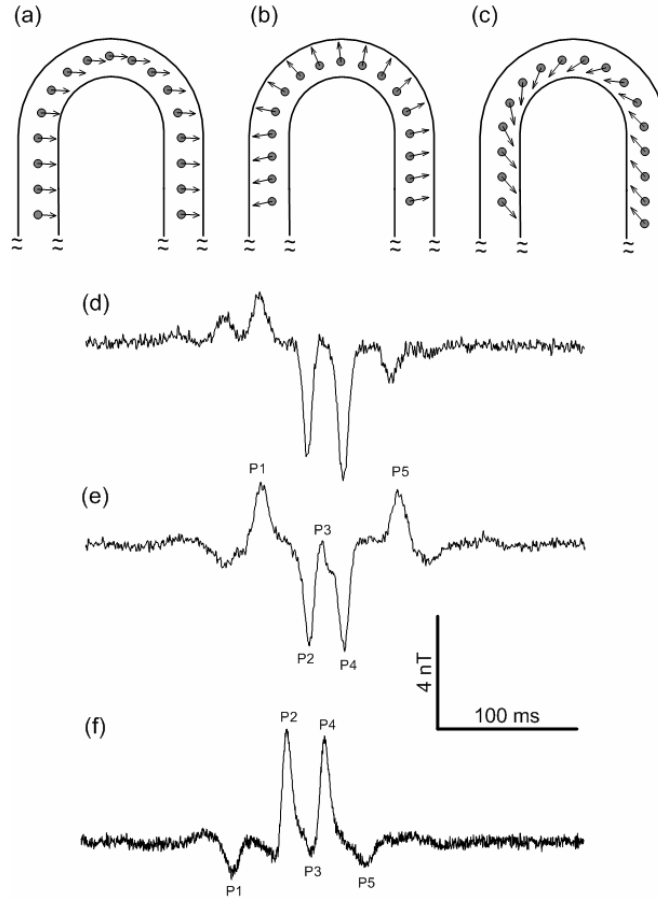 (a)
(b)
(c)
≈ ≈ ≈ ≈ ≈ ≈ ≈
(d)
(e)
P1
P5
P3
P2
P4
4 nT
100 ms
(f)
P2
P4
P1
P3
P5